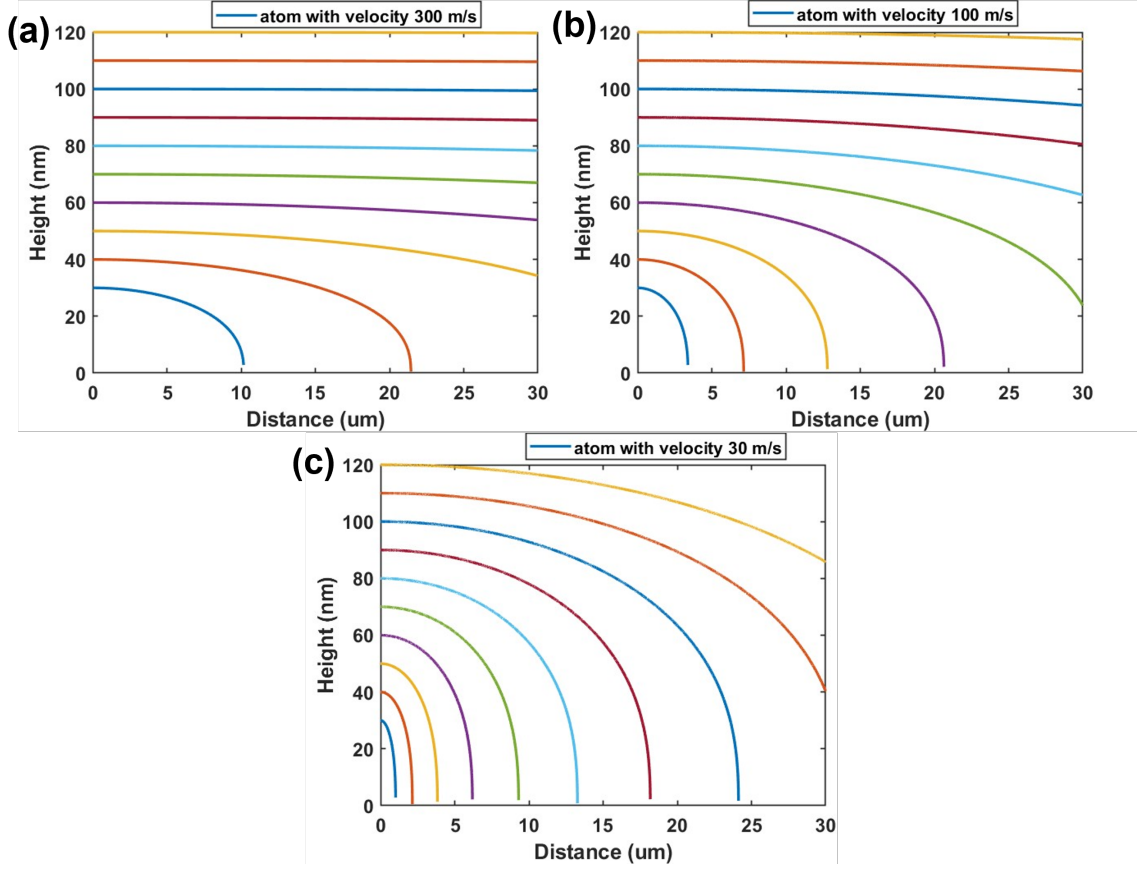 (a)
atom with velocity 300 m/s
120
100
80
60
40
20
0
Height (nm)
0 5 10 15 20 25 30
Distance (um)
(b)
atom with velocity 100 m/s
120
100
80
60
40
20
0
Height (nm)
0 5 10 15 20 25 30
Distance (um)
(c)
atom with velocity 30 m/s
120
100
80
60
40
20
0
Height (nm)
0 5 10 15 20 25 30
Distance (um)